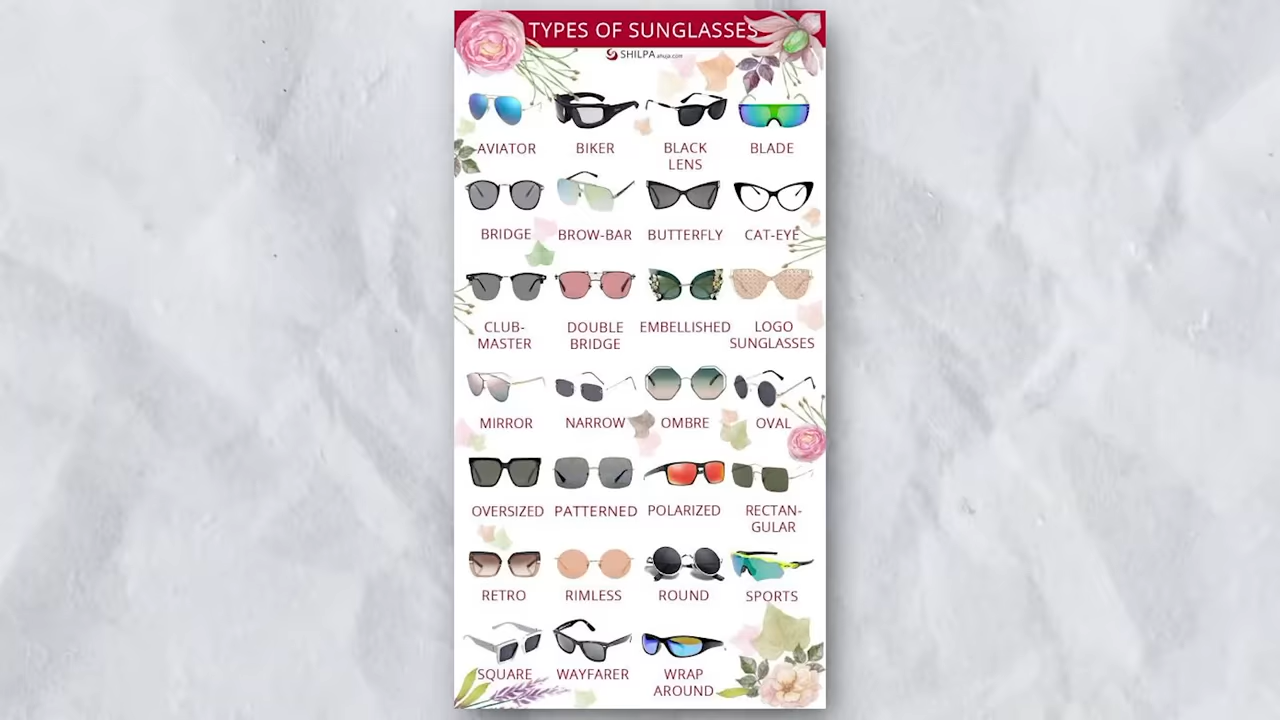 TYPES OF SUNGLASSES
SHILPA ahuja.com
AVIATOR
BIKER
BLACK
LENS
BLADE
BRIDGE
BROW-BAR
BUTTERFLY
CAT-EYE
CLUB-
MASTER
DOUBLE
BRIDGE
EMBELLISHED
LOGO
SUNGLASSES
MIRROR
NARROW
OMBRE
OVAL
OVERSIZED
PATTERNED
POLARIZED
RECTAN-
GULAR
RETRO
RIMLESS
ROUND
SPORTS
SQUARE
WAYFARER
WRAP
AROUND